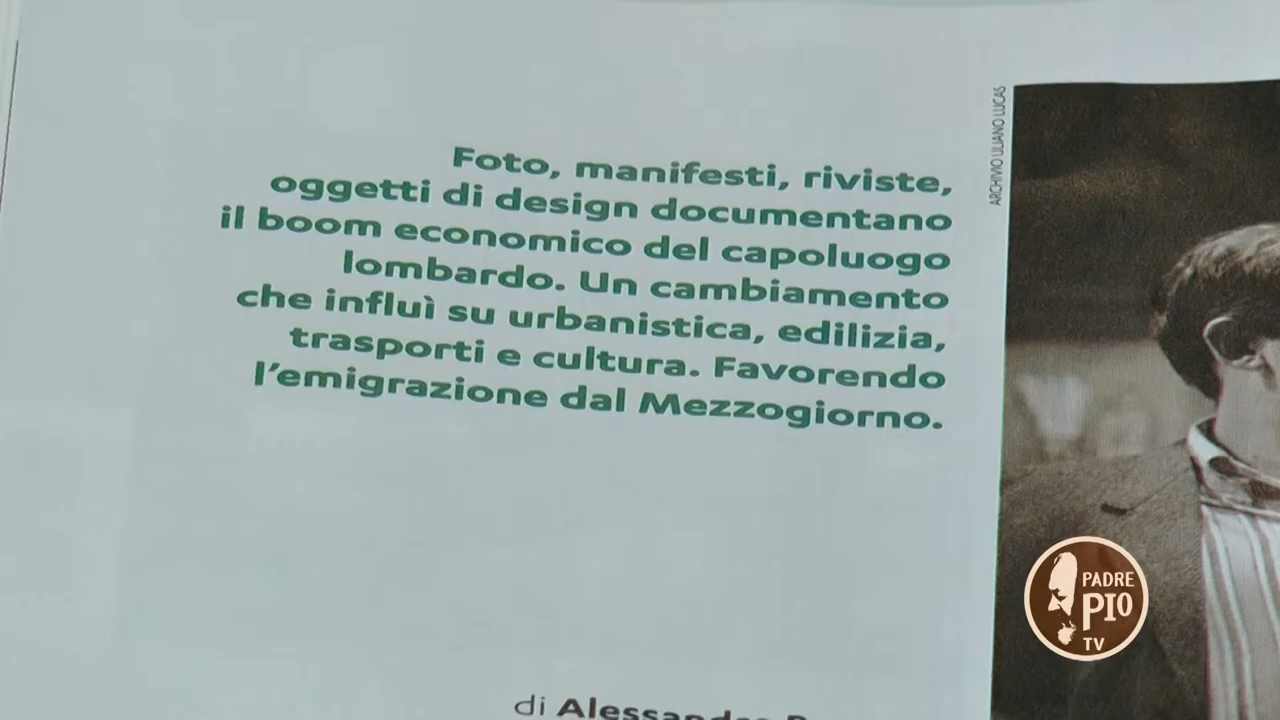 Foto, manifesti, riviste,
oggetti di design documentano
il boom economico del capoluogo
lombardo. Un cambiamento
che influì su urbanistica, edilizia,
trasporti e cultura. Favorendo
l'emigrazione dal Mezzogiorno.
ARCHIVIO ULIANO LUCAS
di Alessandro
PADRE
PIO
TV